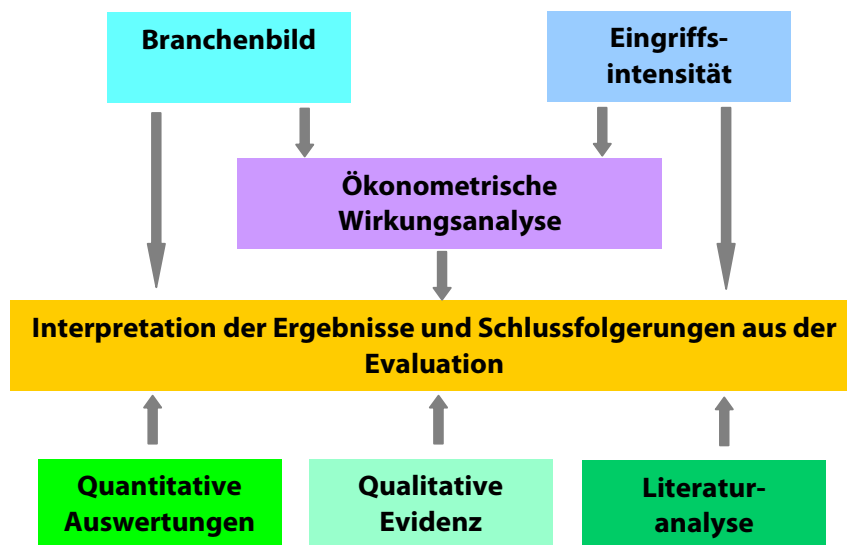 Branchenbild
Eingriffs-
intensität
Ökonometrische
Wirkungsanalyse
Interpretation der Ergebnisse und Schlussfolgerungen aus der
Evaluation
Quantitative
Auswertungen
Qualitative
Evidenz
Literatur-
analyse